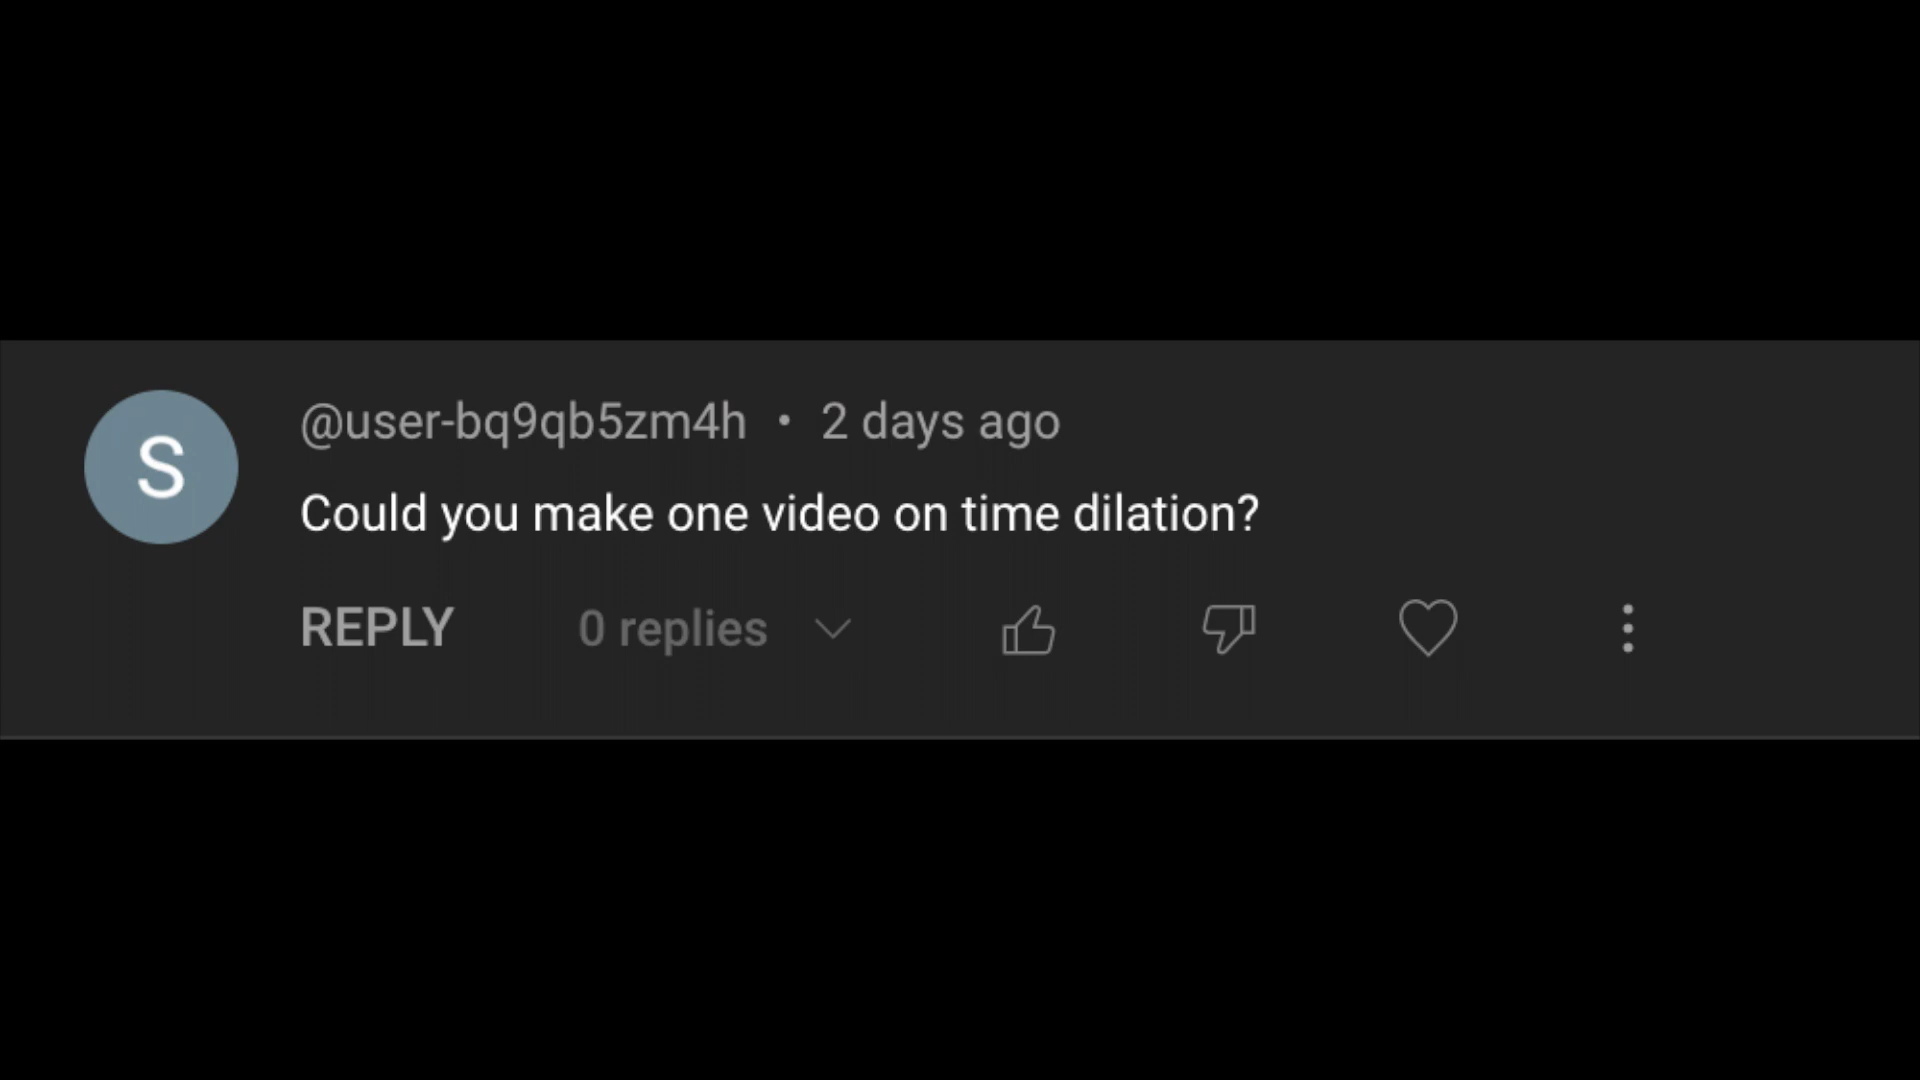 S
@user-bq9qb5zm4h • 2 days ago
Could you make one video on time dilation?
REPLY 0 replies